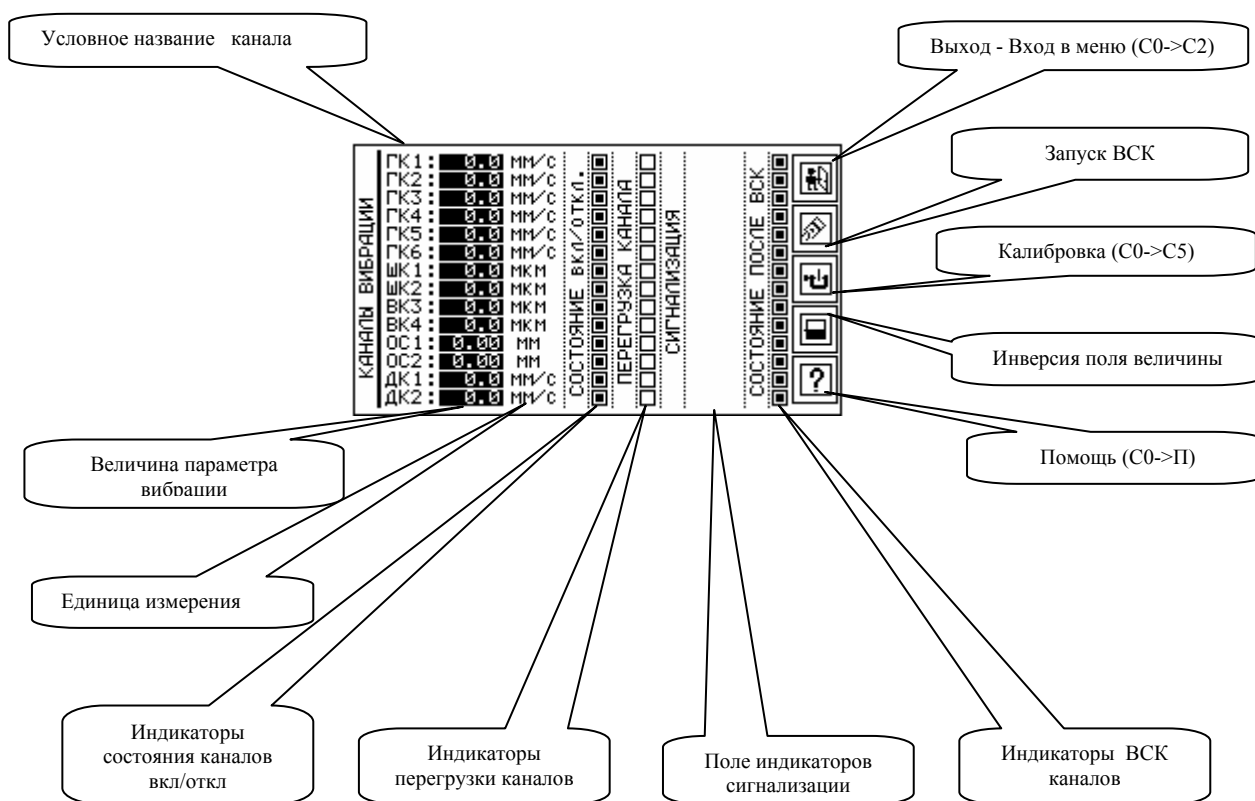 Условное название канала
Выход - Вход в меню (С0->С2)
Запуск ВСК
Калибровка (С0->С5)
Инверсия поля величины
Помощь (С0->П)
КАНАЛЫ ВИБРАЦИИ
ГК1: 0.0 ММ/С
ГК2: 0.0 ММ/С
ГК3: 0.0 ММ/С
ГК4: 0.0 ММ/С
ГК5: 0.0 ММ/С
ГК6: 0.0 ММ/С
ШК1: 0.0 МКМ
ШК2: 0.0 МКМ
ВК3: 0.0 МКМ
ВК4: 0.0 МКМ
ОС1: 0.00 ММ
ОС2: 0.00 ММ
ДК1: 0.0 ММ/С
ДК2: 0.0 ММ/С
СОСТОЯНИЕ ВКЛ/ОТКЛ.
ПЕРЕГРУЗКА КАНАЛА
СИГНАЛИЗАЦИЯ
СОСТОЯНИЕ ПОСЛЕ ВСК
?
Величина параметра
вибрации
Единица измерения
Индикаторы
состояния каналов
вкл/откл
Индикаторы
перегрузки каналов
Поле индикаторов
сигнализации
Индикаторы ВСК
каналов